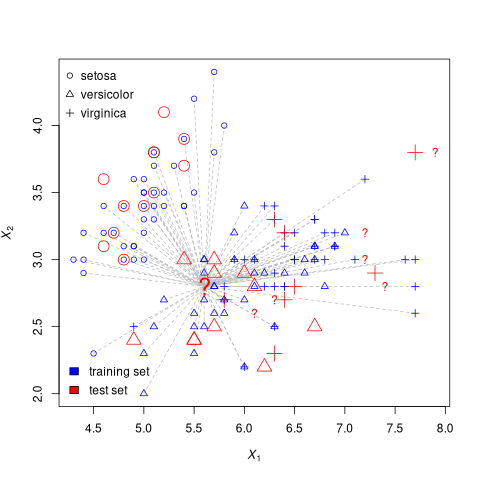 setosa
versicolor
virginica
4.0
3.5
3.0
2.5
2.0
X2
?
?
?
?
?
?
?
training set
test set
4.5 5.0 5.5 6.0 6.5 7.0 7.5 8.0
X1